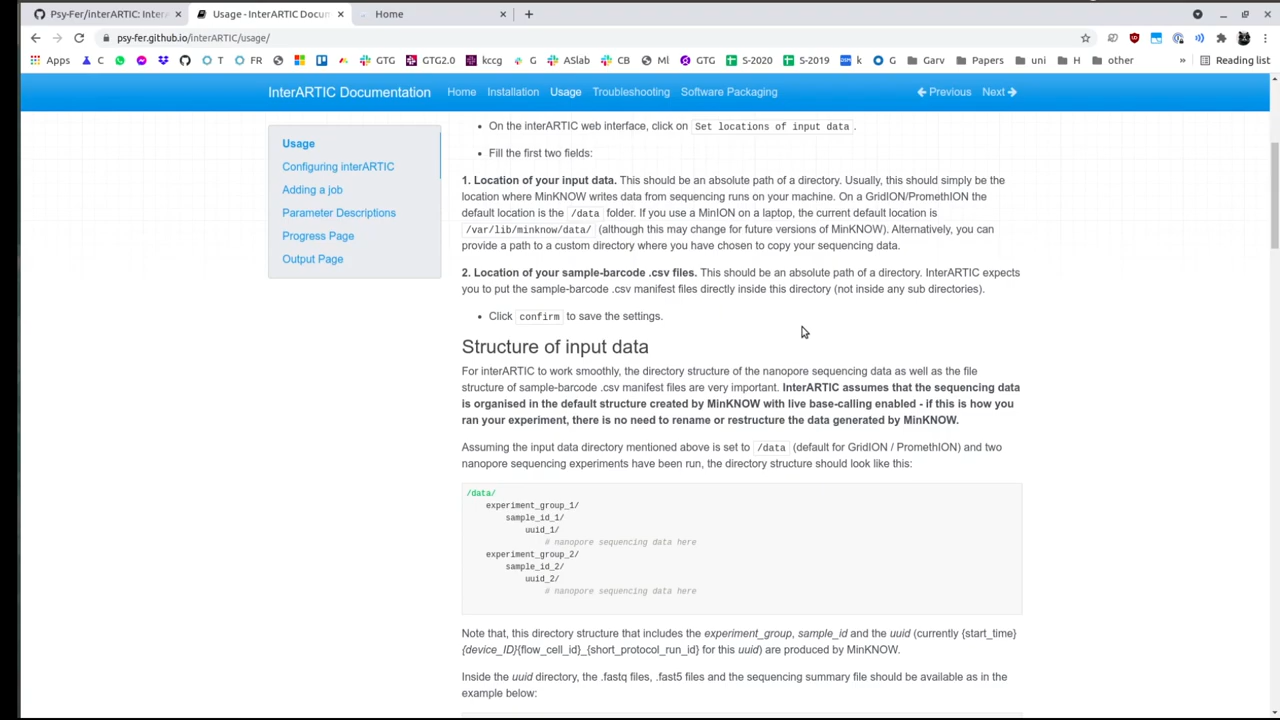 Psy-Fer/interARTIC: InterA
Usage - InterARTIC Docum
Home
psy-fer.github.io/interARTIC/usage/
Apps C T FR GTG GTG2.0 kccg G ASlab CB Ml GTG S-2020 S-2019 k G Garv Papers uni H other » Reading list
InterARTIC Documentation Home Installation Usage Troubleshooting Software Packaging Previous Next
Usage
Configuring interARTIC
Adding a job
Parameter Descriptions
Progress Page
Output Page
• On the interARTIC web interface, click on Set locations of input data .
• Fill the first two fields:
1. Location of your input data. This should be an absolute path of a directory. Usually, this should simply be the
location where MinKNOW writes data from sequencing runs on your machine. On a GridION/PromethION the
default location is the /data folder. If you use a MinION on a laptop, the current default location is
/var/lib/minknow/data/ (although this may change for future versions of MinKNOW). Alternatively, you can
provide a path to a custom directory where you have chosen to copy your sequencing data.
2. Location of your sample-barcode .csv files. This should be an absolute path of a directory. InterARTIC expects
you to put the sample-barcode .csv manifest files directly inside this directory (not inside any sub directories).
• Click confirm to save the settings.
Structure of input data
For interARTIC to work smoothly, the directory structure of the nanopore sequencing data as well as the file
structure of sample-barcode .csv manifest files are very important. InterARTIC assumes that the sequencing data
is organised in the default structure created by MinKNOW with live base-calling enabled - if this is how you
ran your experiment, there is no need to rename or restructure the data generated by MinKNOW.
Assuming the input data directory mentioned above is set to /data (default for GridION / PromethION) and two
nanopore sequencing experiments have been run, the directory structure should look like this:
/data/
experiment_group_1/
sample_id_1/
uuid_1/
# nanopore sequencing data here
experiment_group_2/
sample_id_2/
uuid_2/
# nanopore sequencing data here
Note that, this directory structure that includes the experiment_group, sample_id and the uuid (currently {start_time}
{device_ID}{flow_cell_id}_{short_protocol_run_id} for this uuid) are produced by MinKNOW.
Inside the uuid directory, the .fastq files, .fast5 files and the sequencing summary file should be available as in the
example below: